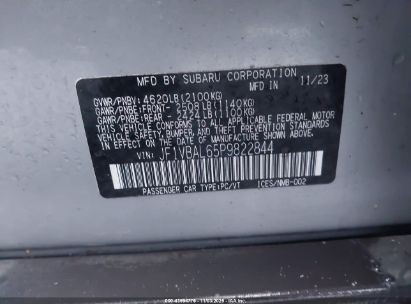 MFD BY SUBARU CORPORATION
MFD IN 11/23
GVWR/PNBV: 4620LB(2100KG)
GAWR/PNBE: FRONT- 2508LB(1140KG)
GAWR/PNBE: REAR - 2424LB(1100KG)
THIS VEHICLE CONFORMS TO ALL APPLICABLE FEDERAL MOTOR
VEHICLE SAFETY, BUMPER, AND THEFT PREVENTION STANDARDS
IN EFFECT ON THE DATE OF MANUFACTURE SHOWN ABOVE.
VIN: JF1VBAL65P9822844
PASSENGER CAR TYPE:PC/VT ICES/NMB-002